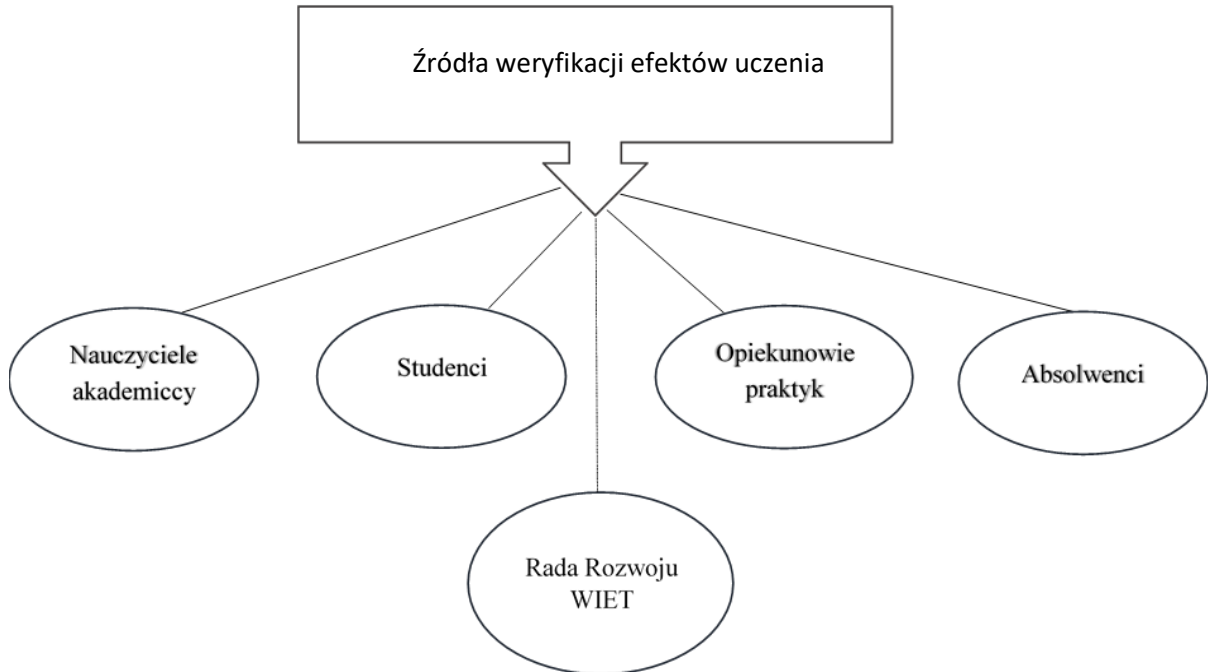 Źródła weryfikacji efektów uczenia
Nauczyciele
akademiccy
Studenci
Opiekunowie
praktyk
Absolwenci
Rada Rozwoju
WIET